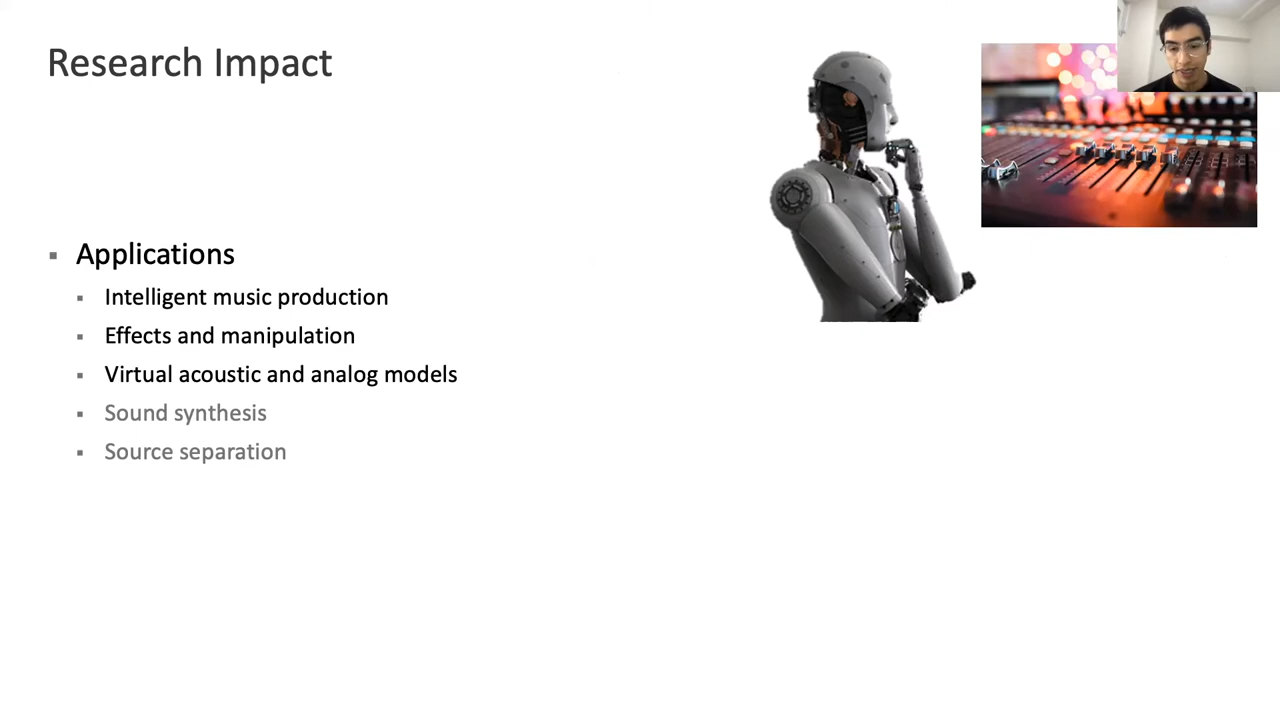 Research Impact
Applications
Intelligent music production
Effects and manipulation
Virtual acoustic and analog models
Sound synthesis
Source separation